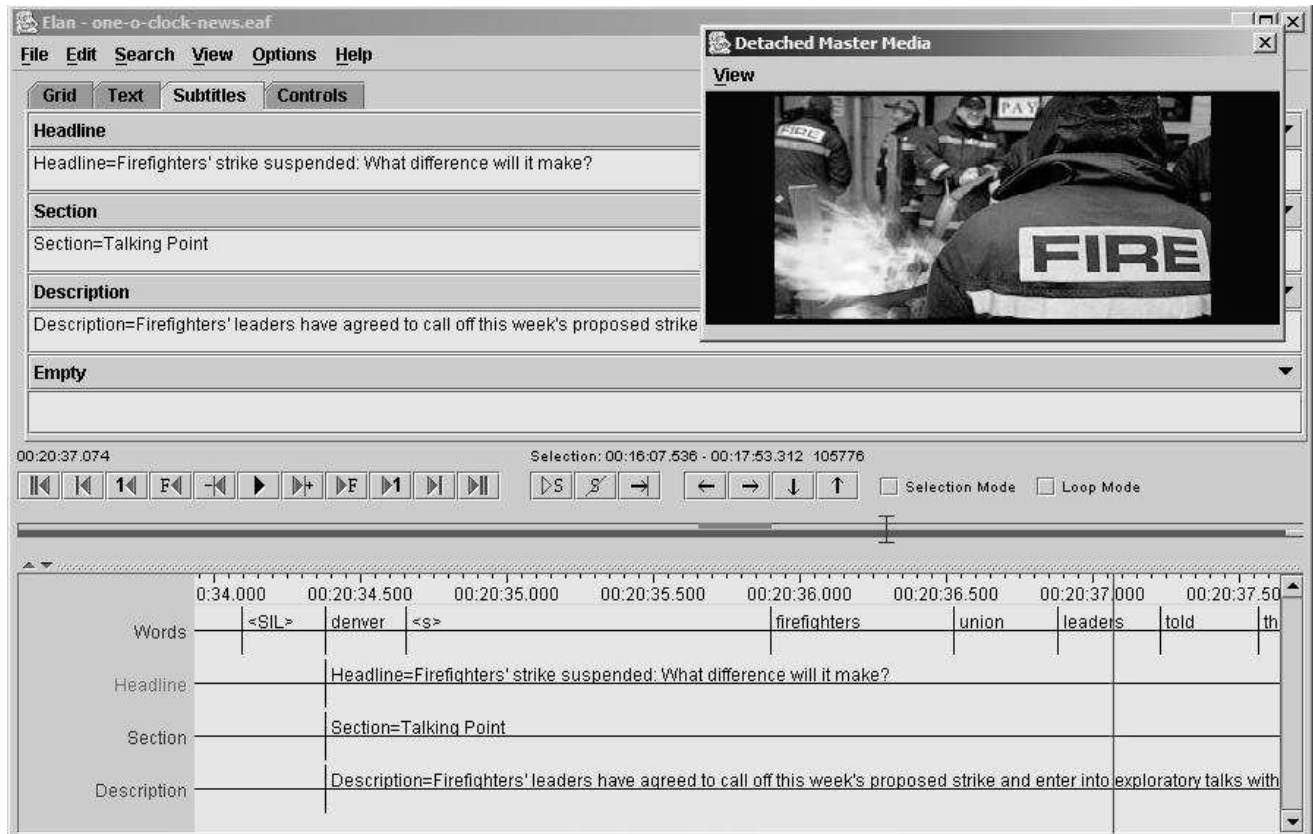 Elan - one-o-clock-news.eaf
File Edit Search View Options Help
Detached Master Media
View
PAY
FIRE
FIRE
Grid Text Subtitles Controls
Headline
Headline=Firefighters' strike suspended: What difference will it make?
Section
Section=Talking Point
Description
Description=Firefighters' leaders have agreed to call off this week's proposed strike
Empty
00:20:37.074 Selection: 00:16:07.536 - 00:17:53.312 105776
1 F + F 1 S S Selection Mode Loop Mode
0:34.000 00:20:34.500 00:20:35.000 00:20:35.500 00:20:36.000 00:20:36.500 00:20:37.000 00:20:37.50
Words <SIL> denver <s> firefighters union leaders told th
Headline Headline=Firefighters' strike suspended: What difference will it make?
Section Section=Talking Point
Description Description=Firefighters' leaders have agreed to call off this week's proposed strike and enter into exploratory talks with